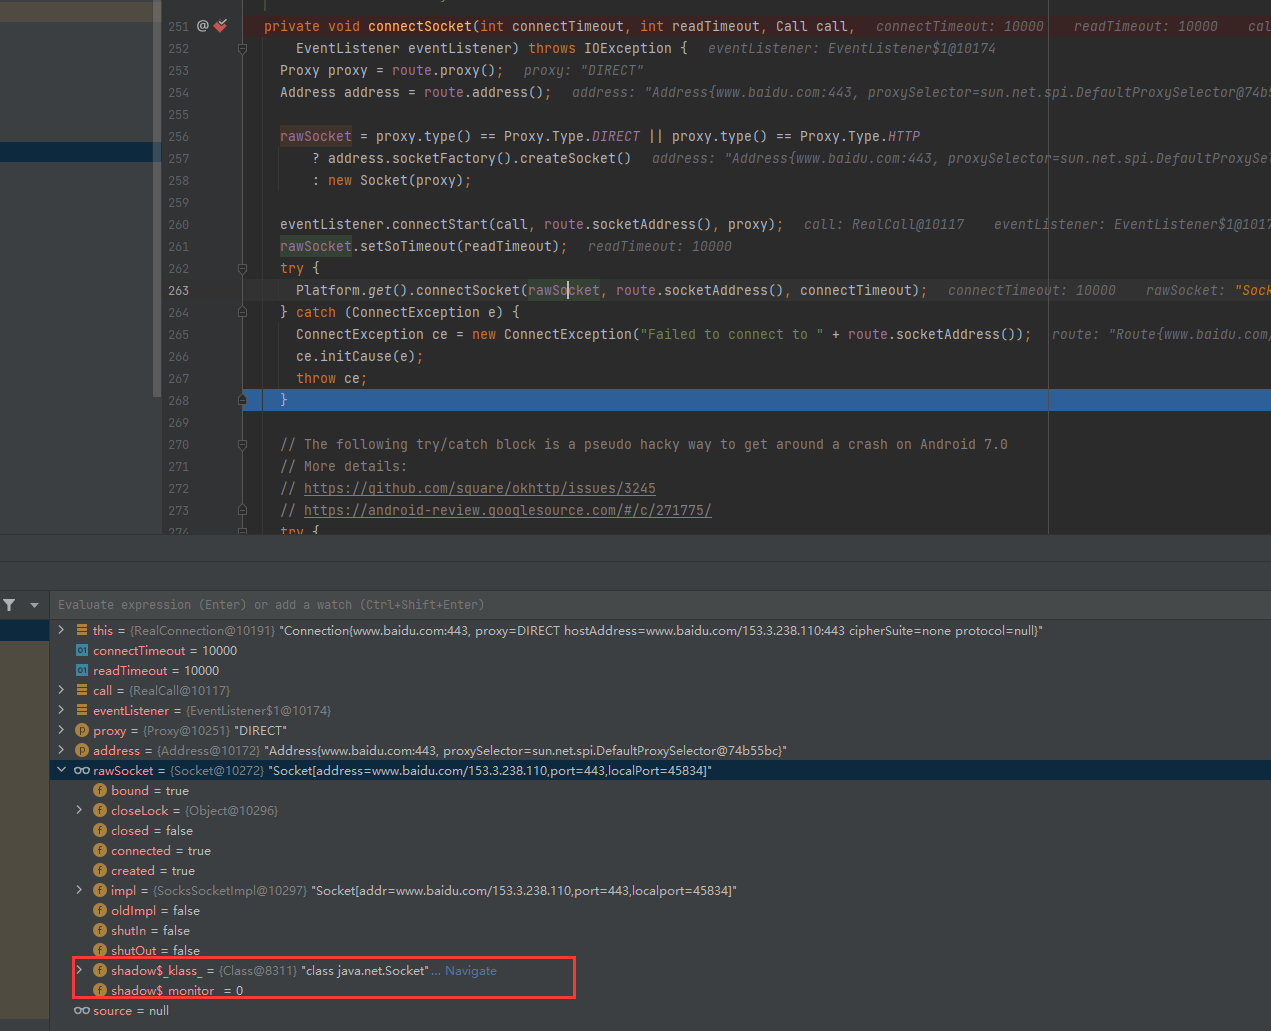 251 @ private void connectSocket(int connectTimeout, int readTimeout, Call call, connectTimeout: 10000 readTimeout: 10000
252 EventListener eventListener) throws IOException { eventListener: EventListener$1@10174
253 Proxy proxy = route.proxy(); proxy: "DIRECT"
254 Address address = route.address(); address: "Address{www.baidu.com:443, proxySelector=sun.net.spi.DefaultProxySelector@74b5
255
256 rawSocket = proxy.type() == Proxy.Type.DIRECT || proxy.type() == Proxy.Type.HTTP
257 ? address.socketFactory().createSocket() address: "Address{www.baidu.com:443, proxySelector=sun.net.spi.DefaultProxySel
258 : new Socket(proxy);
259
260 eventListener.connectStart(call, route.socketAddress(), proxy); call: RealCall@10117 eventListener: EventListener$1@1017
261 rawSocket.setSoTimeout(readTimeout); readTimeout: 10000
262 try {
263 Platform.get().connectSocket(rawSocket, route.socketAddress(), connectTimeout); connectTimeout: 10000 rawSocket: "Sock
264 } catch (ConnectException e) {
265 ConnectException ce = new ConnectException("Failed to connect to " + route.socketAddress()); route: "Route{www.baidu.com/
266 ce.initCause(e);
267 throw ce;
268 }
269
270 // The following try/catch block is a pseudo hacky way to get around a crash on Android 7.0
271 // More details:
272 // https://github.com/square/okhttp/issues/3245
273 // https://android-review.googlesource.com/#/c/271775/
274 try {
Evaluate expression (Enter) or add a watch (Ctrl+Shift+Enter)
this = {RealConnection@10191} "Connection{www.baidu.com:443, proxy=DIRECT hostAddress=www.baidu.com/153.3.238.110:443 cipherSuite=none protocol=null}"
01 connectTimeout = 10000
01 readTimeout = 10000
call = {RealCall@10117}
eventListener = {EventListener$1@10174}
p proxy = {Proxy@10251} "DIRECT"
p address = {Address@10172} "Address{www.baidu.com:443, proxySelector=sun.net.spi.DefaultProxySelector@74b55bc}"
rawSocket = {Socket@10272} "Socket[address=www.baidu.com/153.3.238.110,port=443,localPort=45834]"
f bound = true
f closeLock = {Object@10296}
f closed = false
f connected = true
f created = true
f impl = {SocksSocketImpl@10297} "Socket[addr=www.baidu.com/153.3.238.110,port=443,localport=45834]"
f oldImpl = false
f shutIn = false
f shutOut = false
f shadow$_klass_ = {Class@8311} "class java.net.Socket" ... Navigate
f shadow$_monitor_ = 0
source = null